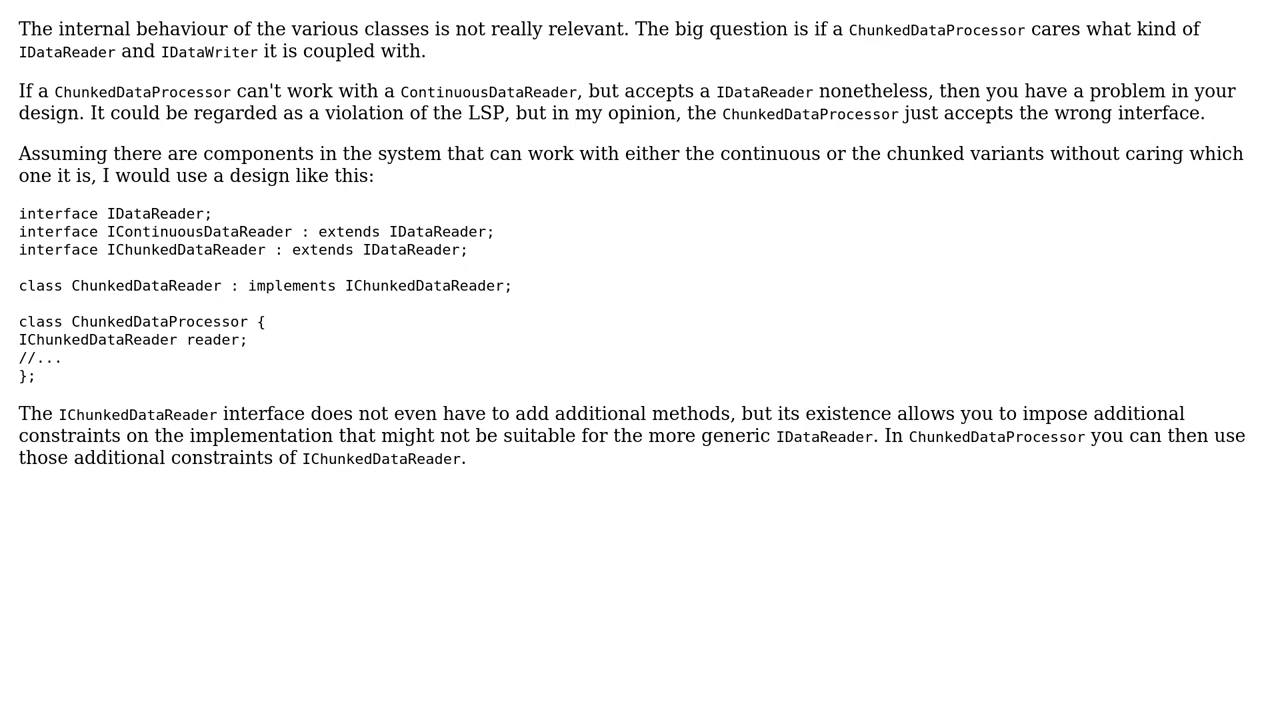 The internal behaviour of the various classes is not really relevant. The big question is if a ChunkedDataProcessor cares what kind of
IDataReader and IDataWriter it is coupled with.
If a ChunkedDataProcessor can't work with a ContinuousDataReader, but accepts a IDataReader nonetheless, then you have a problem in your
design. It could be regarded as a violation of the LSP, but in my opinion, the ChunkedDataProcessor just accepts the wrong interface.
Assuming there are components in the system that can work with either the continuous or the chunked variants without caring which
one it is, I would use a design like this:
interface IDataReader;
interface IContinuousDataReader : extends IDataReader;
interface IChunkedDataReader : extends IDataReader;
class ChunkedDataReader : implements IChunkedDataReader;
class ChunkedDataProcessor {
IChunkedDataReader reader;
//...
};
The IChunkedDataReader interface does not even have to add additional methods, but its existence allows you to impose additional
constraints on the implementation that might not be suitable for the more generic IDataReader. In ChunkedDataProcessor you can then use
those additional constraints of IChunkedDataReader.